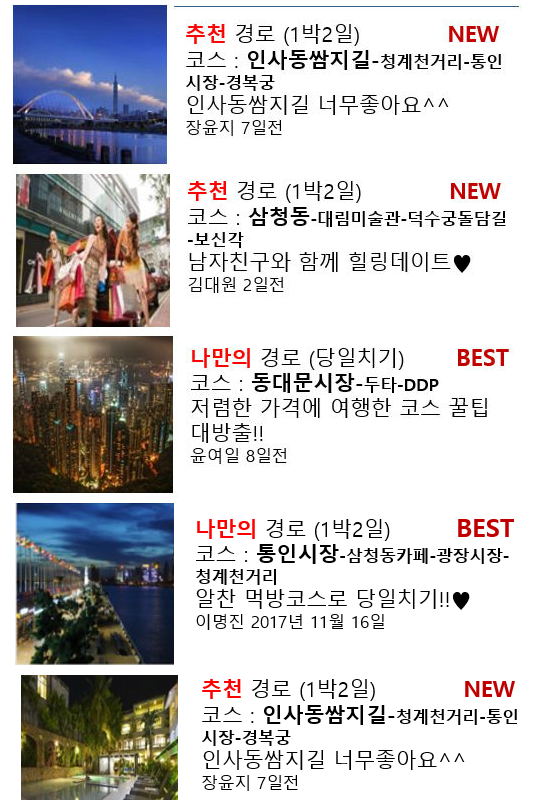 추천 경로 (1박2일) NEW
코스 : 인사동쌈지길-청계천거리-통인
시장-경복궁
인사동쌈지길 너무좋아요^^
장윤지 7일전
추천 경로 (1박2일) NEW
코스 : 삼청동-대림미술관-덕수궁돌담길
-보신각
남자친구와 함께 힐링데이트♥
김대원 2일전
나만의 경로 (당일치기) BEST
코스 : 동대문시장-두타-DDP
저렴한 가격에 여행한 코스 꿀팁
대방출!!
윤여일 8일전
나만의 경로 (1박2일) BEST
코스 : 통인시장-삼청동카페-광장시장-
청계천거리
알찬 먹방코스로 당일치기!!♥
이명진 2017년 11월 16일
추천 경로 (1박2일) NEW
코스 : 인사동쌈지길-청계천거리-통인
시장-경복궁
인사동쌈지길 너무좋아요^^
장윤지 7일전